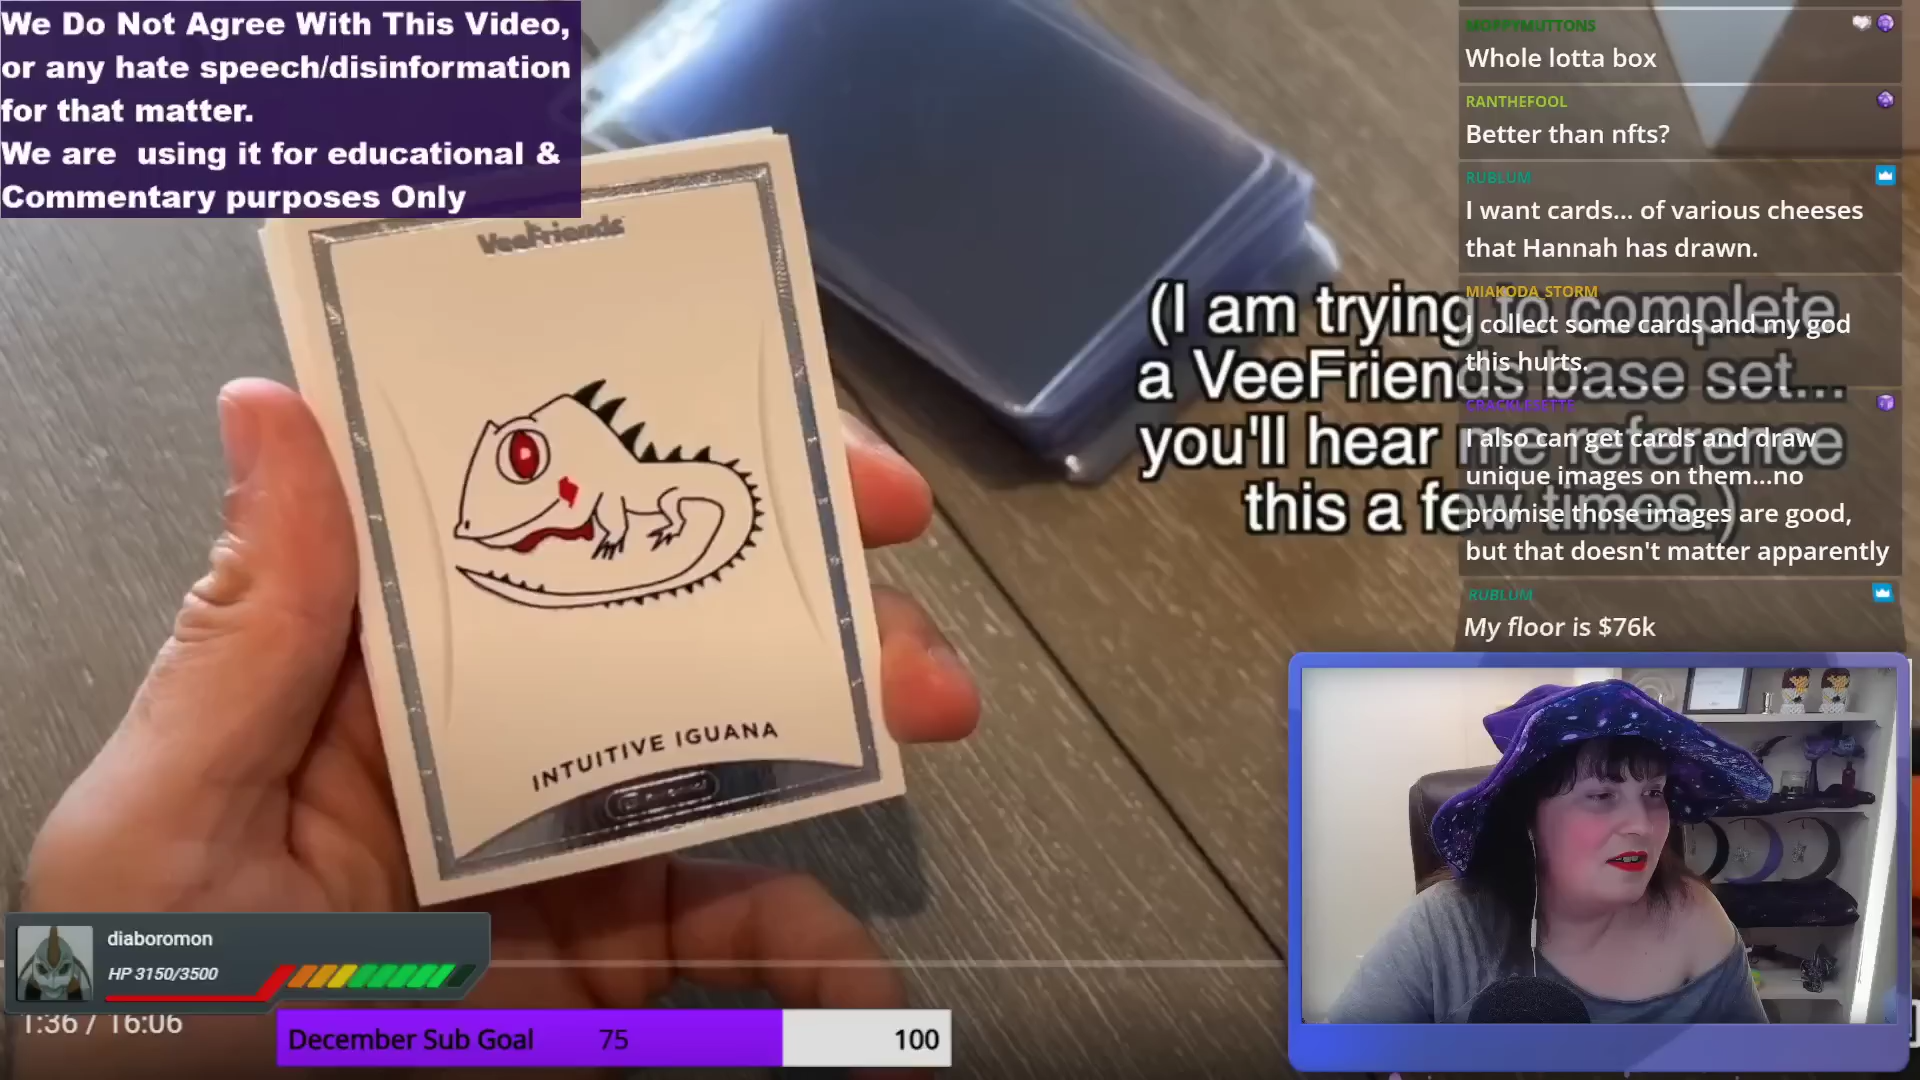 We Do Not Agree With This Video,
or any hate speech/disinformation
for that matter.
We are using it for educational &
Commentary purposes Only
VeeFriends
INTUITIVE IGUANA
(I am trying to complete
a VeeFriends base set...
you'll hear me reference
this a few times.)
MOPPYMUTTONS
Whole lotta box
RANTHEFOOL
Better than nfts?
RUBLUM
I want cards... of various cheeses
that Hannah has drawn.
MIAKODA_STORM
I collect some cards and my god
this hurts.
CRACKLESETTE
I also can get cards and draw
unique images on them...no
promise those images are good,
but that doesn't matter apparently
RUBLUM
My floor is $76k
diaboromon
HP 3150/3500
1:36 / 16:06
December Sub Goal 75 100